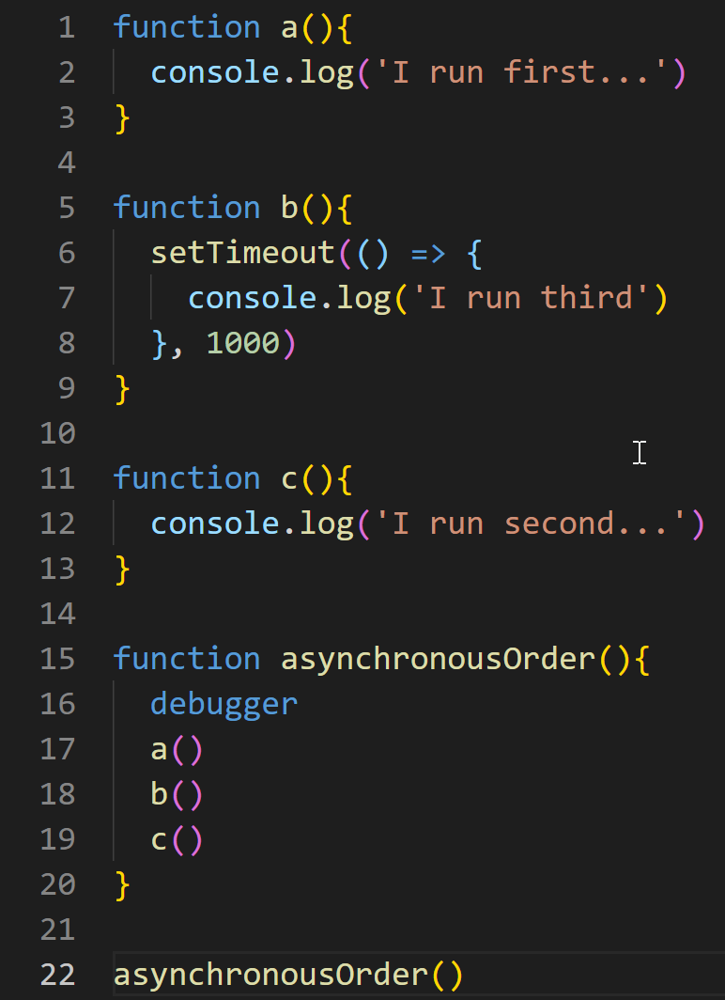 1 function a(){
2   console.log('I run first...')
3 }
4
5 function b(){
6   setTimeout(() => {
7     console.log('I run third')
8   }, 1000)
9 }
10
11 function c(){
12   console.log('I run second...')
13 }
14
15 function asynchronousOrder(){
16   debugger
17   a()
18   b()
19   c()
20 }
21
22 asynchronousOrder()